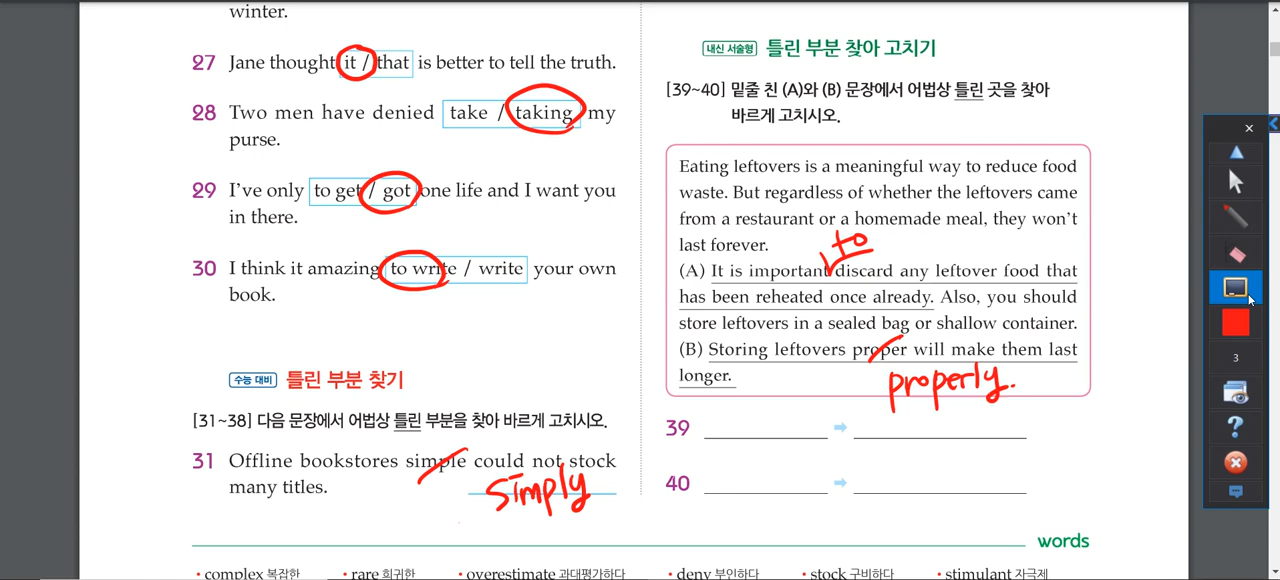 winter.
27 Jane thought it / that is better to tell the truth.
28 Two men have denied take / taking my
purse.
29 I've only to get / got one life and I want you
in there.
30 I think it amazing to write / write your own
book.
수능 대비 틀린 부분 찾기
[31~38] 다음 문장에서 어법상 틀린 부분을 찾아 바르게 고치시오.
31 Offline bookstores simple could not stock
many titles.
simply
내신 서술형 틀린 부분 찾아 고치기
[39~40] 밑줄 친 (A)와 (B) 문장에서 어법상 틀린 곳을 찾아
바르게 고치시오.
Eating leftovers is a meaningful way to reduce food
waste. But regardless of whether the leftovers came
from a restaurant or a homemade meal, they won't
last forever.
to
(A) It is important discard any leftover food that
has been reheated once already. Also, you should
store leftovers in a sealed bag or shallow container.
(B) Storing leftovers proper will make them last
longer.
properly.
39
40
words
• complex 복잡한 • rare 희귀한 • overestimate 과대평가하다 • deny 부인하다 • stock 구비하다 • stimulant 자극제
3